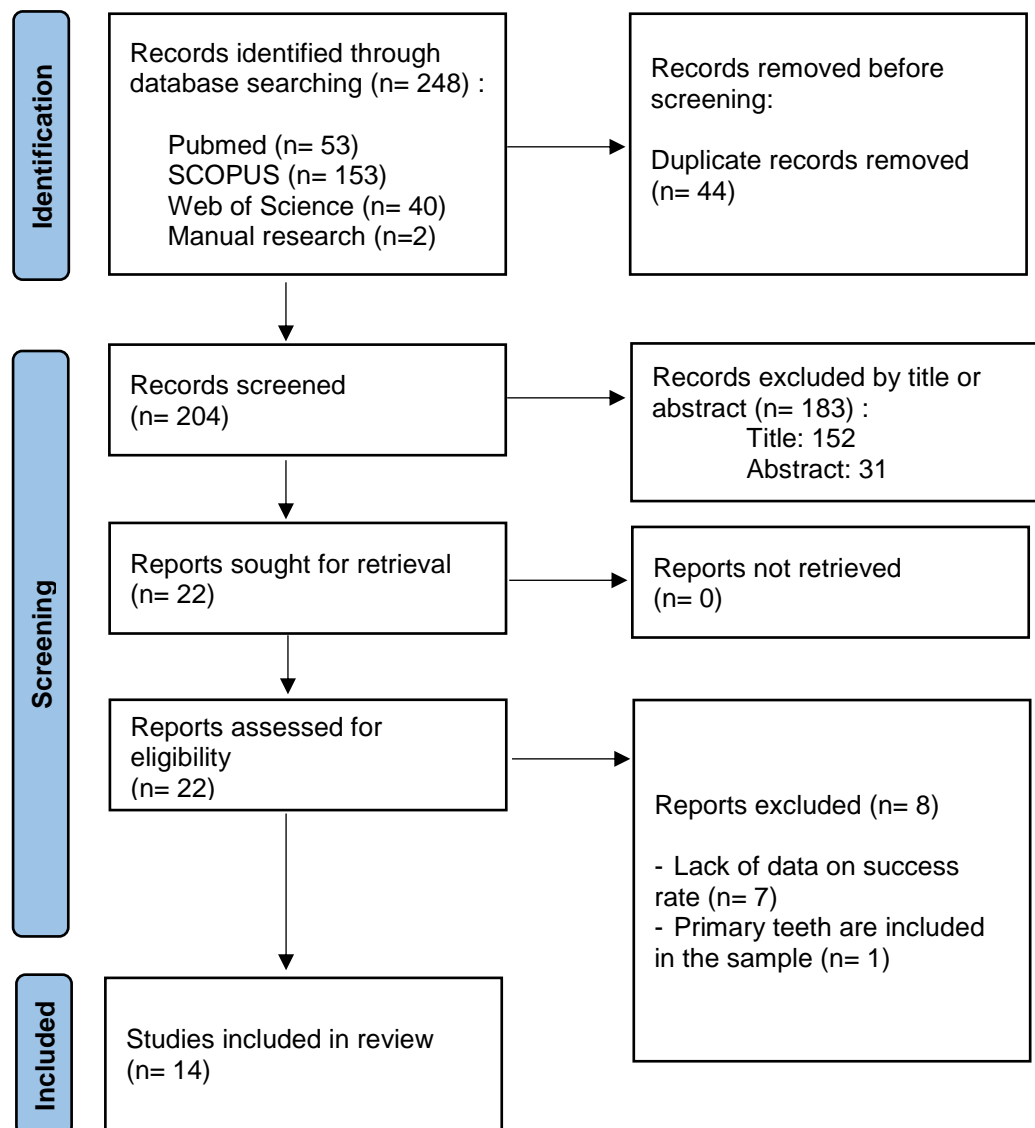 Identification
Records identified through
database searching (n= 248) :
Pubmed (n= 53)
SCOPUS (n= 153)
Web of Science (n= 40)
Manual research (n=2)
Records removed before
screening:
Duplicate records removed
(n= 44)
Screening
Records screened
(n= 204)
Records excluded by title or
abstract (n= 183) :
Title: 152
Abstract: 31
Reports sought for retrieval
(n= 22)
Reports not retrieved
(n= 0)
Reports assessed for
eligibility
(n= 22)
Reports excluded (n= 8)
- Lack of data on success
rate (n= 7)
- Primary teeth are included
in the sample (n= 1)
Included
Studies included in review
(n= 14)